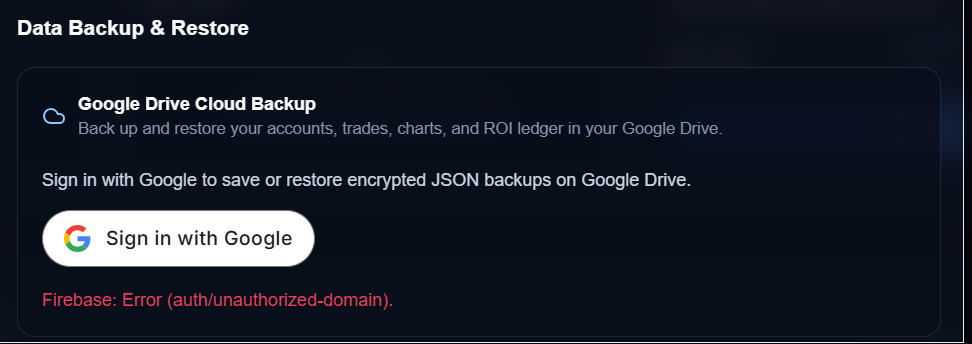 Data Backup & Restore
Google Drive Cloud Backup
Back up and restore your accounts, trades, charts, and ROI ledger in your Google Drive.
Sign in with Google to save or restore encrypted JSON backups on Google Drive.
Sign in with Google
Firebase: Error (auth/unauthorized-domain).